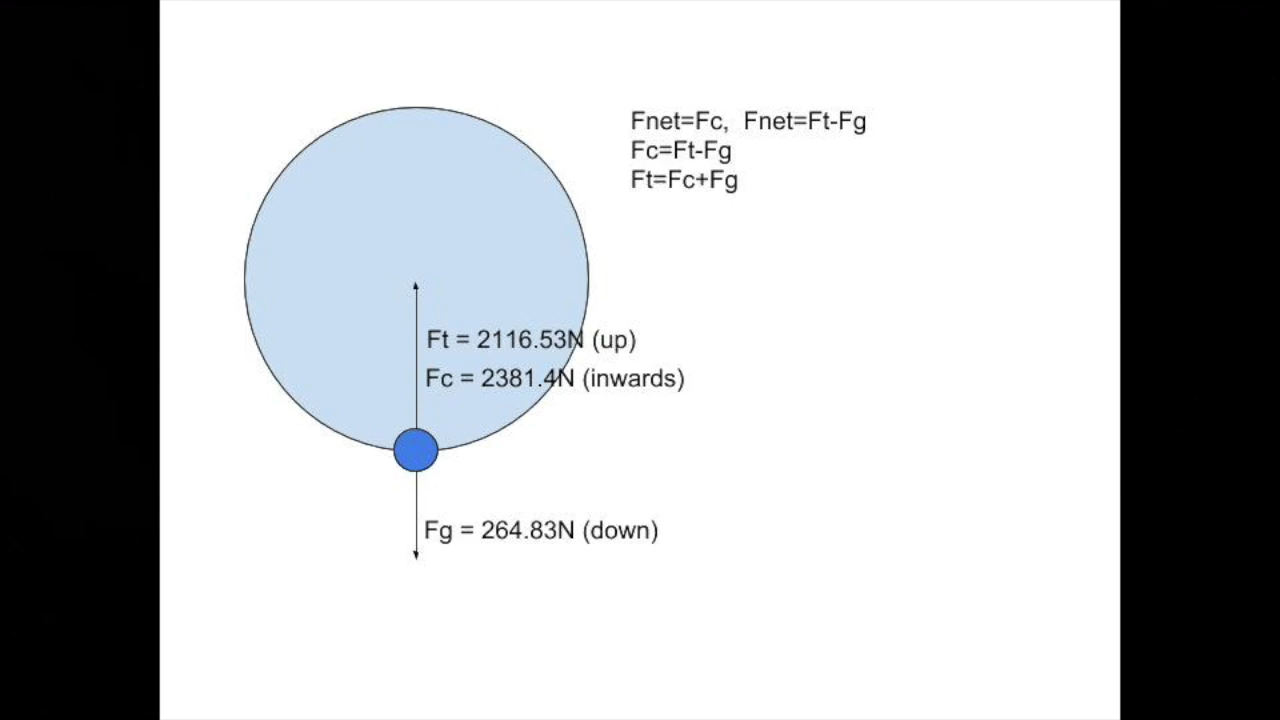 Fnet=Fc,  Fnet=Ft-Fg
Fc=Ft-Fg
Ft=Fc+Fg
Ft = 2116.53N (up)
Fc = 2381.4N (inwards)
Fg = 264.83N (down)